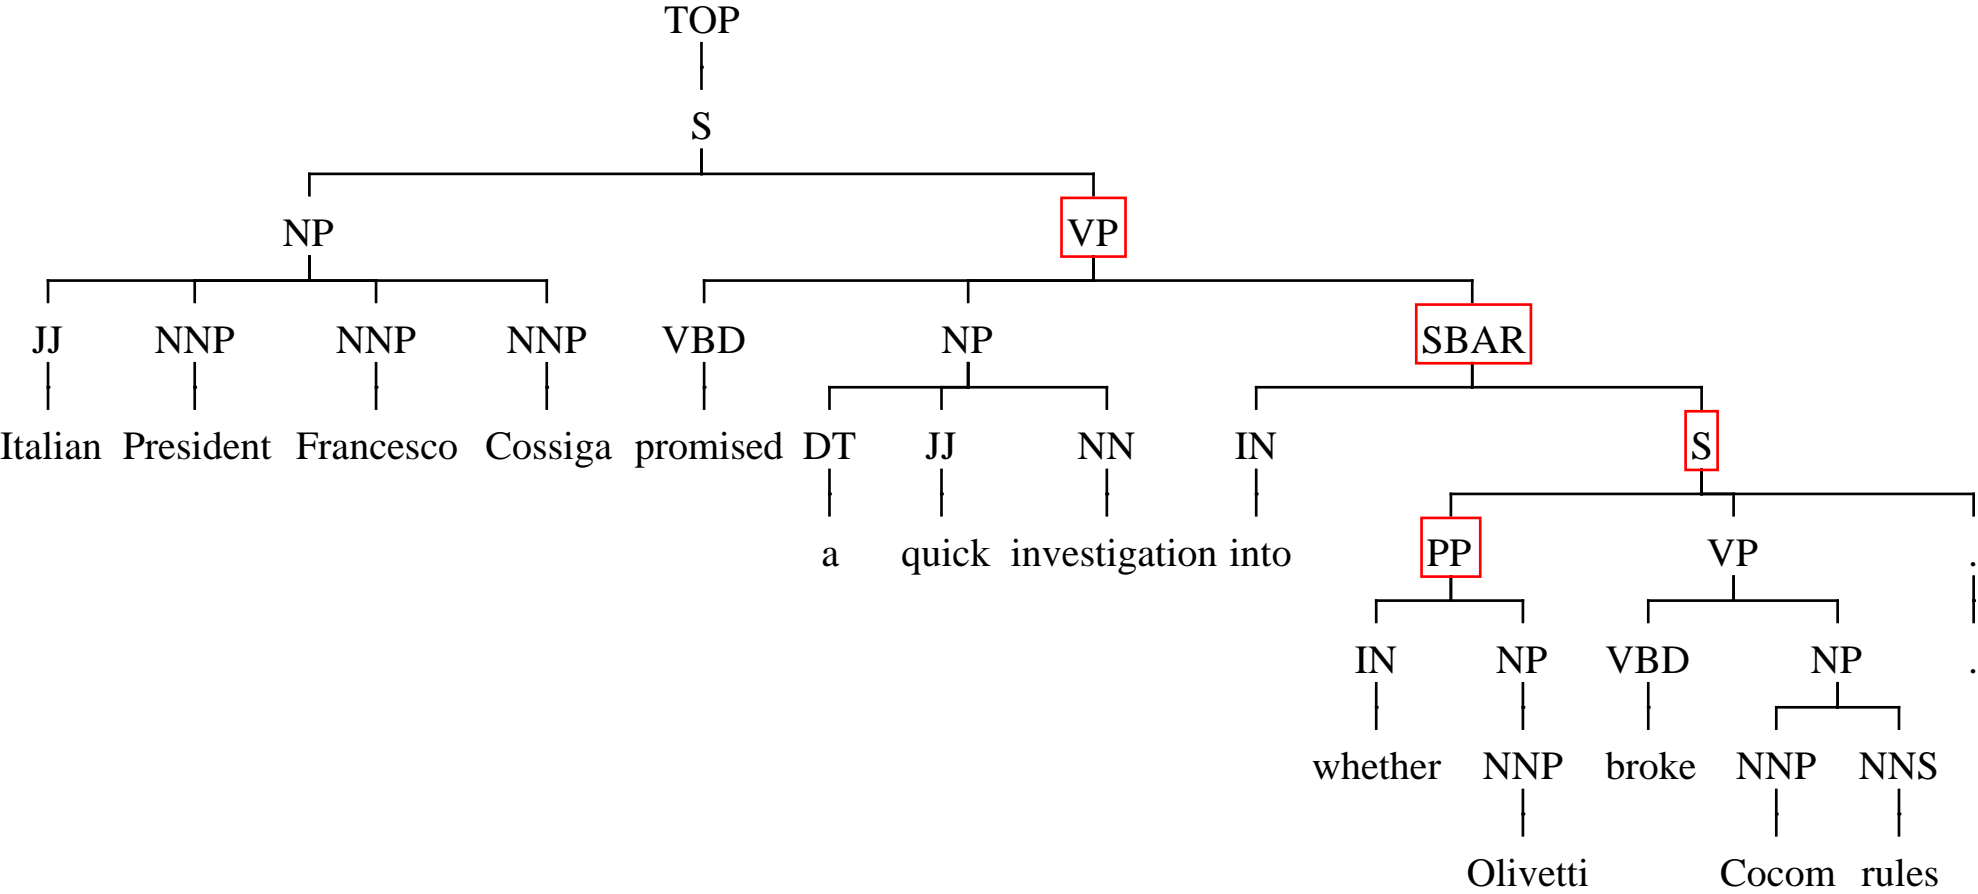 TOP
S
NP VP
JJ NNP NNP NNP VBD NP SBAR
Italian President Francesco Cossiga promised DT JJ NN IN S
a quick investigation into PP VP .
IN NP VBD NP .
whether NNP broke NNP NNS
Olivetti Cocom rules